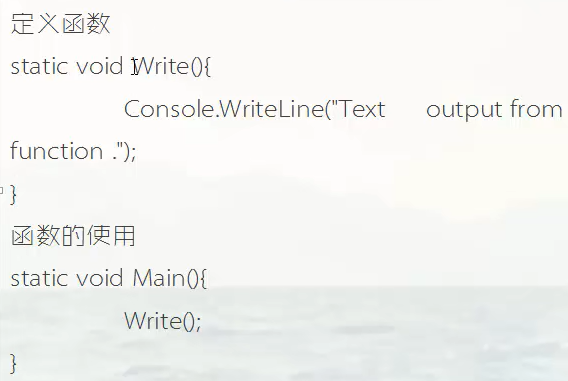 定义函数
static void Write(){
Console.WriteLine("Text output from
function .");
}
函数的使用
static void Main(){
Write();
}